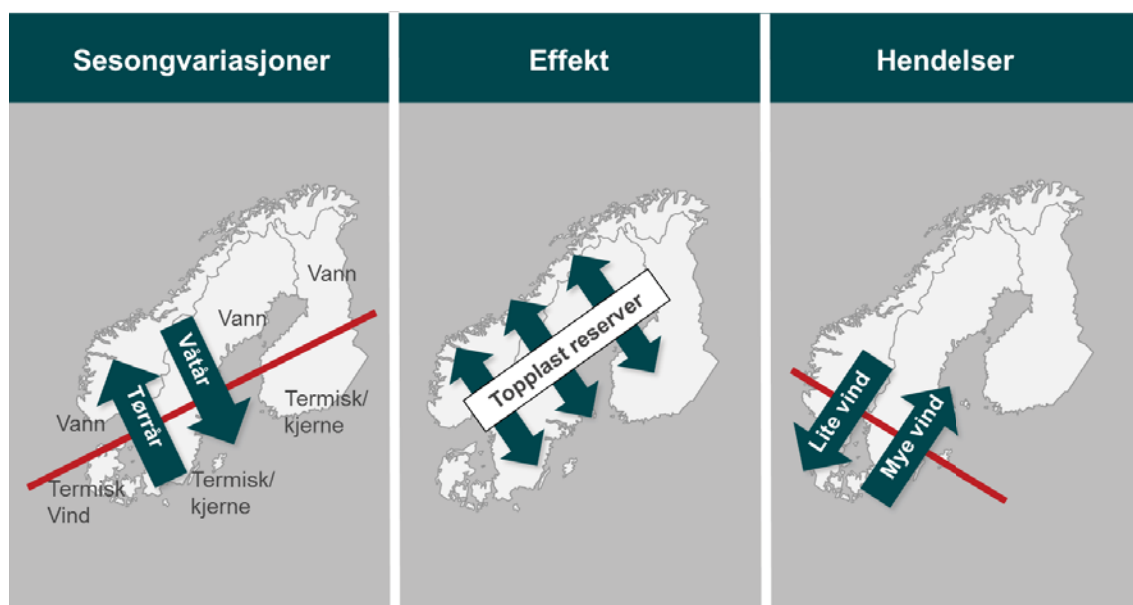 Sesongvariasjoner
Vann
Vann
Våtår
Tørrår
Vann
Termisk/
kjerne
Termisk
Vind
Termisk/
kjerne
Effekt
Topplast reserver
Hendelser
Lite vind
Mye vind